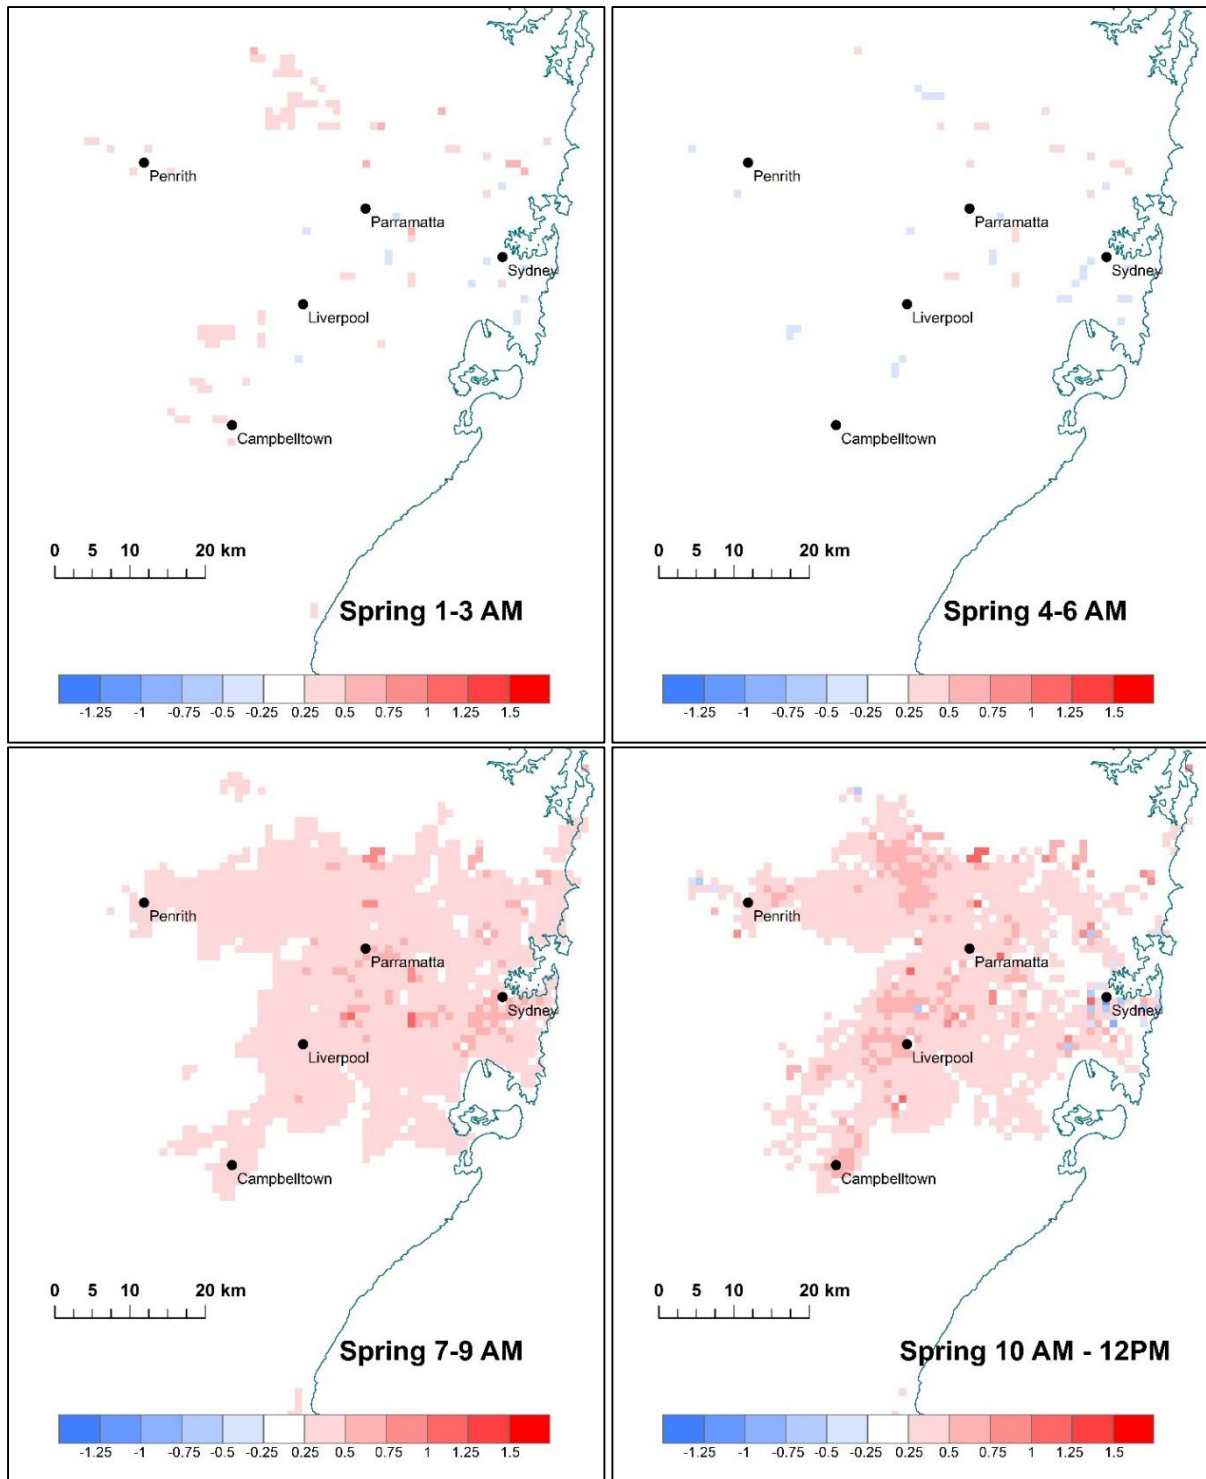 Penrith
Parramatta
Sydney
Liverpool
Campbelltown
0 5 10 20 km
Spring 1-3 AM
-1.25 -1 -0.75 -0.5 -0.25 0.25 0.5 0.75 1 1.25 1.5
Penrith
Parramatta
Sydney
Liverpool
Campbelltown
0 5 10 20 km
Spring 4-6 AM
-1.25 -1 -0.75 -0.5 -0.25 0.25 0.5 0.75 1 1.25 1.5
Penrith
Parramatta
Sydney
Liverpool
Campbelltown
0 5 10 20 km
Spring 7-9 AM
-1.25 -1 -0.75 -0.5 -0.25 0.25 0.5 0.75 1 1.25 1.5
Penrith
Parramatta
Sydney
Liverpool
Campbelltown
0 5 10 20 km
Spring 10 AM - 12PM
-1.25 -1 -0.75 -0.5 -0.25 0.25 0.5 0.75 1 1.25 1.5